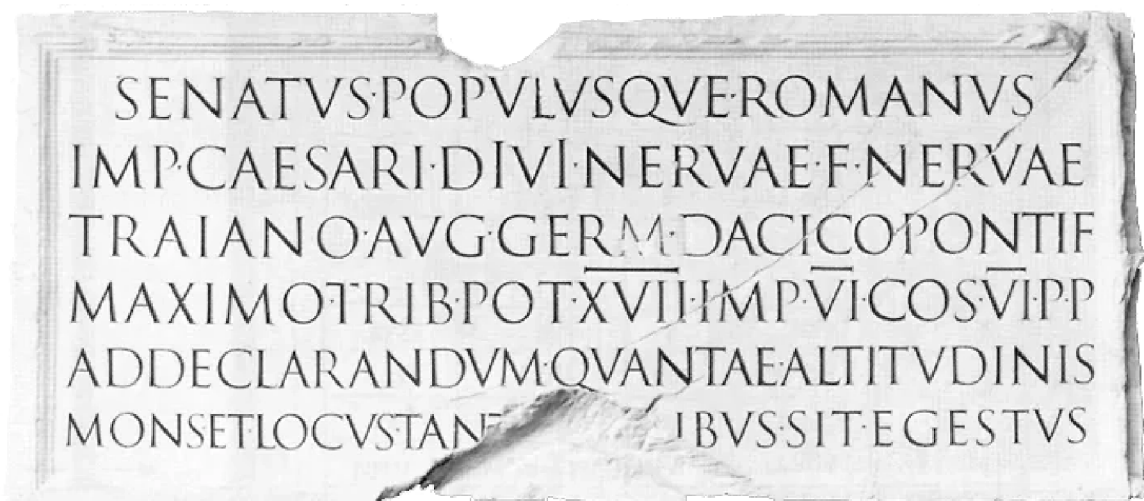 SENATVS·POPVLVSQVE·ROMANVS
IMP·CAESARI·DIVI·NERVAE·F·NERVAE
TRAIANO·AVG·GERM·DACICO·PONTIF
MAXIMO·TRIB·POT·XVII·IMP·VI·COS·VI·P·P
AD·DECLARANDVM·QVANTAE·ALTITVDINIS
MONS·ET·LOCVS·TAN IBVS·SIT·EGESTVS